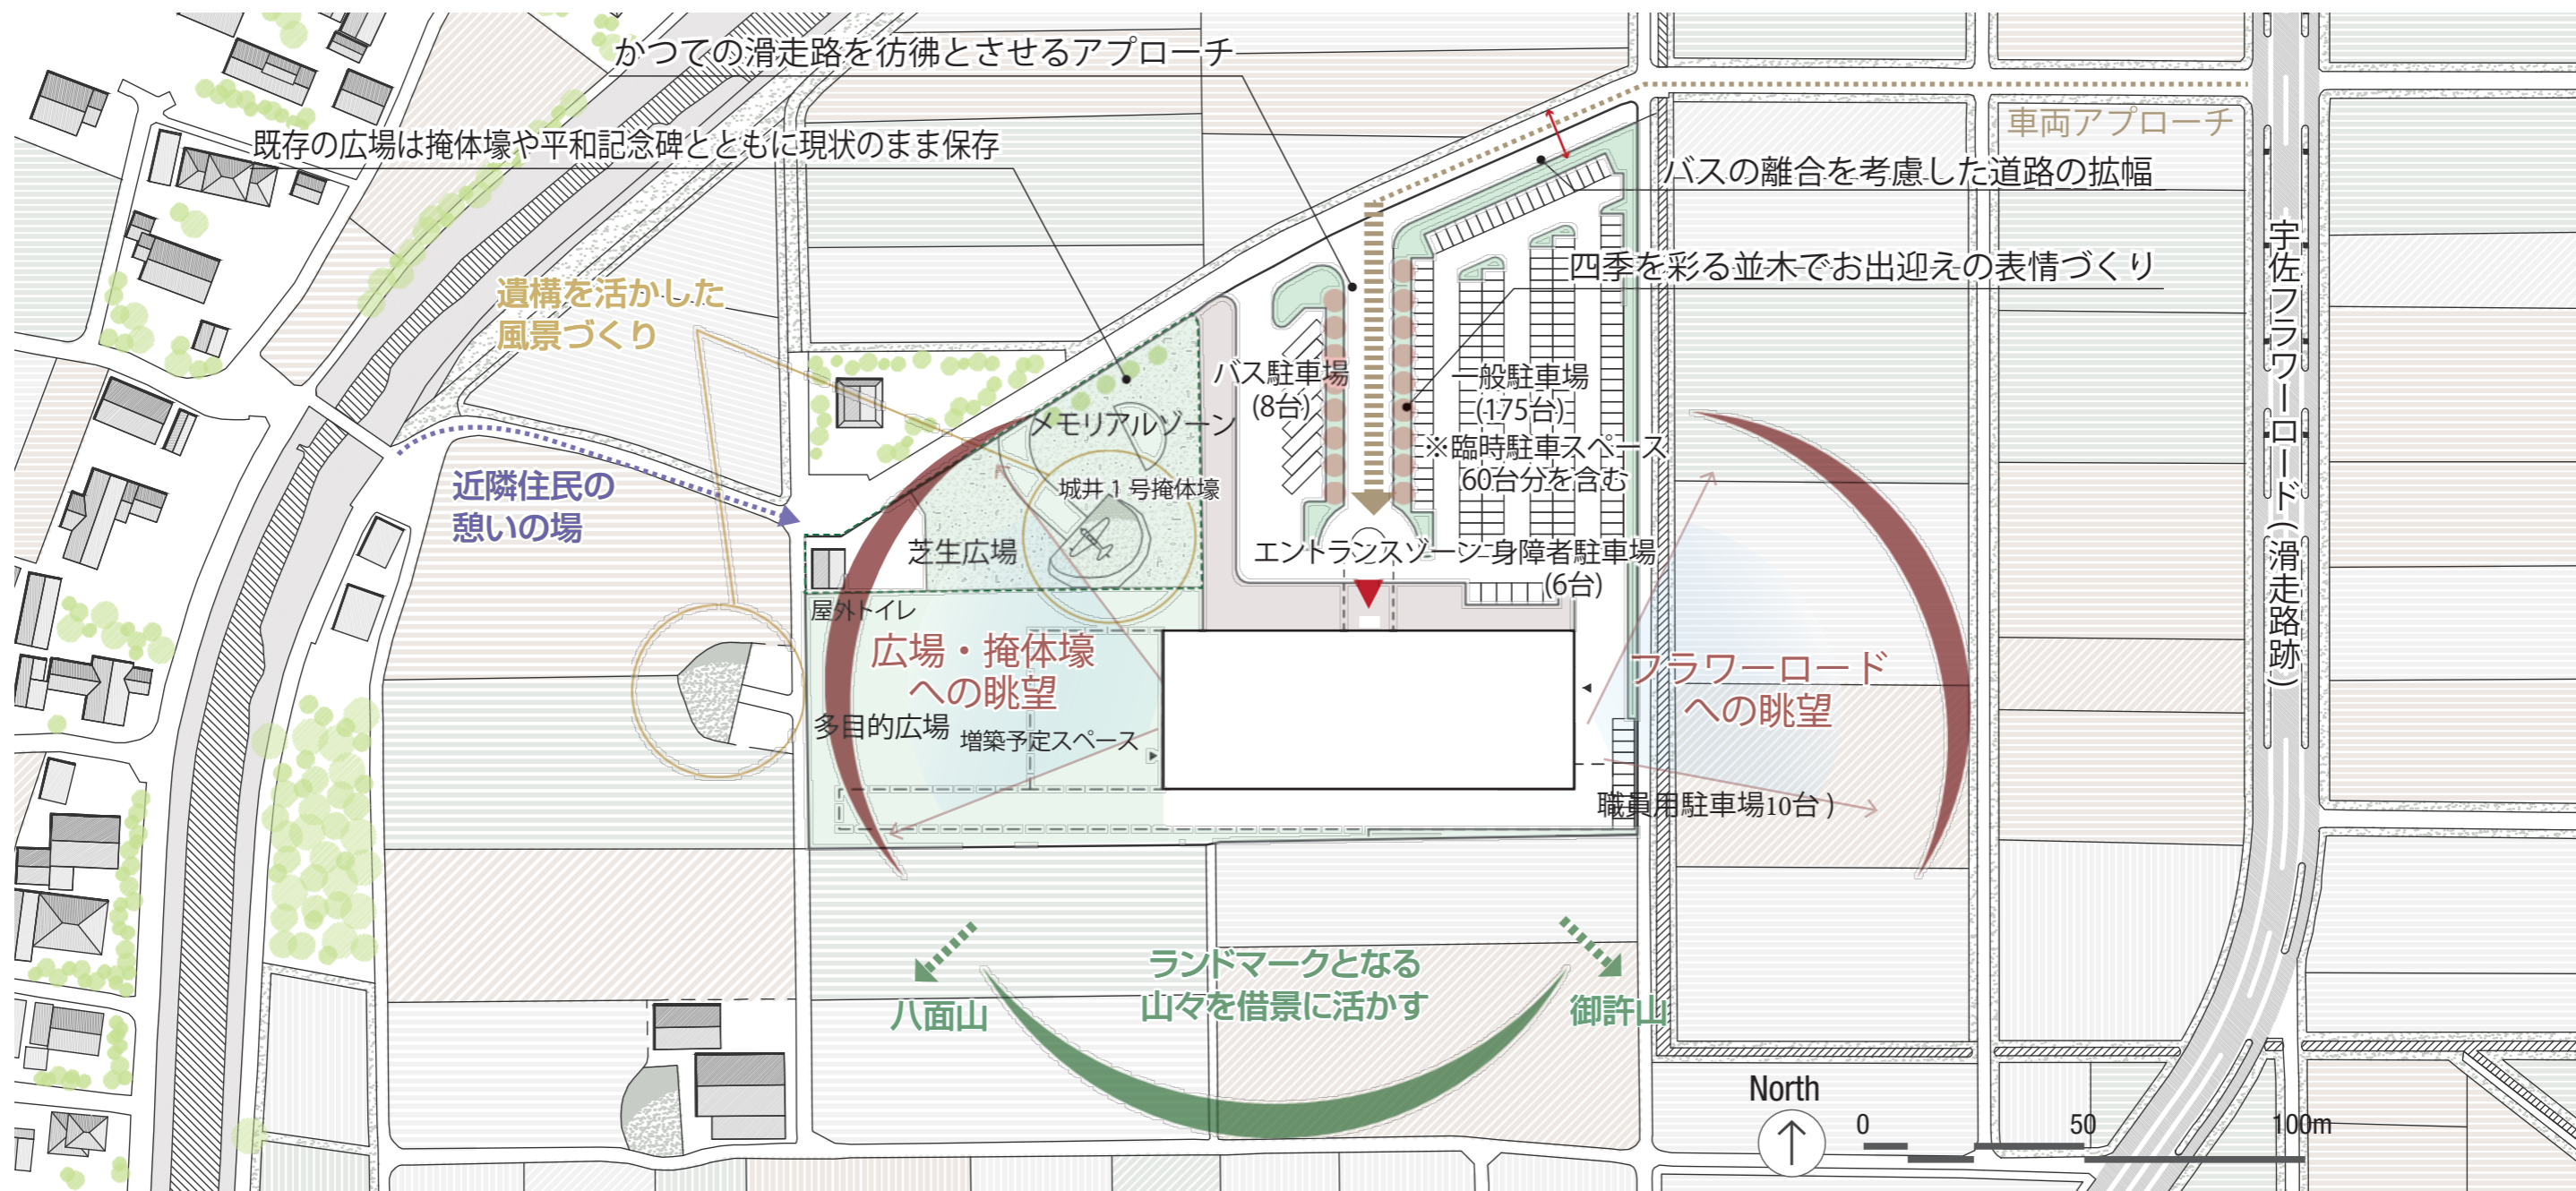 かつての滑走路を彷彿とさせるアプローチ
既存の広場は掩体壕や平和記念碑とともに現状のまま保存
車両アプローチ
バスの離合を考慮した道路の拡幅
四季を彩る並木でお出迎えの表情づくり
宇佐フラワーロード(滑走路跡)
遺構を活かした
風景づくり
バス駐車場
(8台)
一般駐車場
(175台)
※臨時駐車スペース
60台分を含む
メモリアルゾーン
城井1号掩体壕
近隣住民の
憩いの場
芝生広場
エントランスゾーン
身障者駐車場
(6台)
屋外トイレ
広場・掩体壕
への眺望
フラワーロード
への眺望
多目的広場
増築予定スペース
職員用駐車場10台)
ランドマークとなる
山々を借景に活かす
八面山
御許山
North
0
50
100m